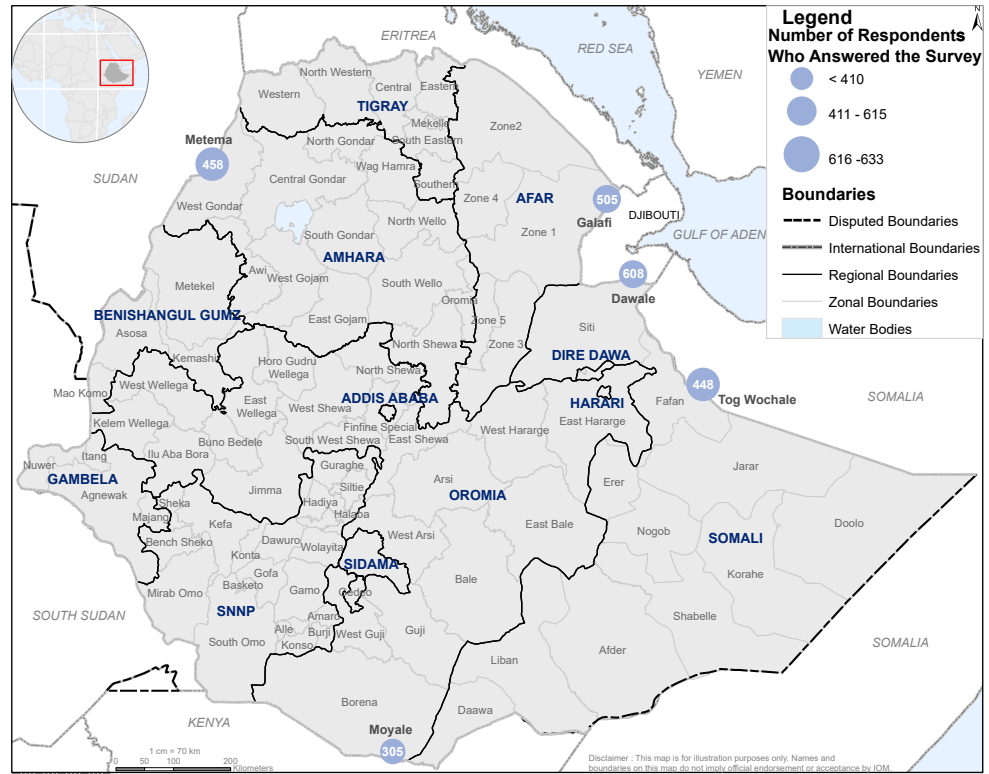 ERITREA
RED SEA
YEMEN
N
Legend
Number of Respondents
Who Answered the Survey
< 410
411 - 615
616 -633
Boundaries
Disputed Boundaries
International Boundaries
Regional Boundaries
Zonal Boundaries
Water Bodies
North Western
Western
Central
Eastern
TIGRAY
Mekelle
South Eastern
Southern
Zone2
Metema
458
SUDAN
North Gondar
Wag Hamra
Central Gondar
West Gondar
Zone 4
AFAR
505
Galafi
DJIBOUTI
Zone 1
GULF OF ADEN
North Wello
South Gondar
AMHARA
Awi
West Gojam
South Wello
608
Dawale
Metekel
BENISHANGUL GUMZ
Asosa
East Gojam
Oromia
Zone 5
Siti
North Shewa
Zone 3
DIRE DAWA
Kemashi
Horo Gudru
Wellega
North Shewa
West Wellega
Mao Komo
ADDIS ABABA
HARARI
448
Tog Wochale
Fafan
SOMALIA
East
Wellega
West Shewa
Kelem Wellega
Finfine Special
East Hararge
West Hararge
Buno Bedele
South West Shewa
East Shewa
Ilu Aba Bora
Itang
Nuwer
GAMBELA
Agnewak
Guraghe
Jarar
Arsi
Erer
Siltie
OROMIA
Jimma
Hadiya
Sheka
Halaba
Majang
Kefa
East Bale
Nogob
Doolo
SOMALI
Bench Sheko
Dawuro
Wolayita
West Arsi
Konta
SIDAMA
Gofa
Basketo
Bale
Korahe
Gamo
Gedeo
Mirab Omo
SNNP
SOUTH SUDAN
Amaro
Shabelle
Alle
Burji
West Guji
Guji
South Omo
Konso
SOMALIA
Afder
Liban
Borena
Daawa
KENYA
Moyale
305
1 cm = 70 km
0 50 100 200
Kilometers
Disclaimer : This map is for illustration purposes only. Names and
boundaries on this map do not imply official endorsement or acceptance by IOM.